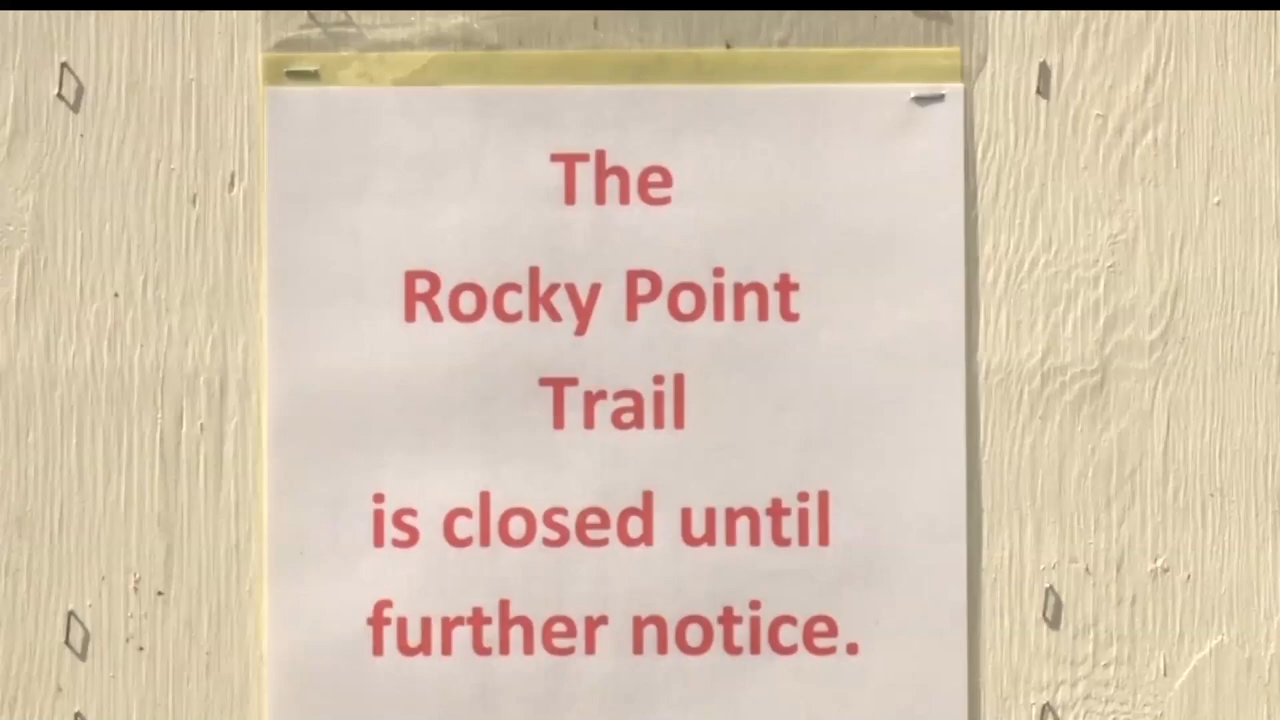 The
Rocky Point
Trail
is closed until
further notice.